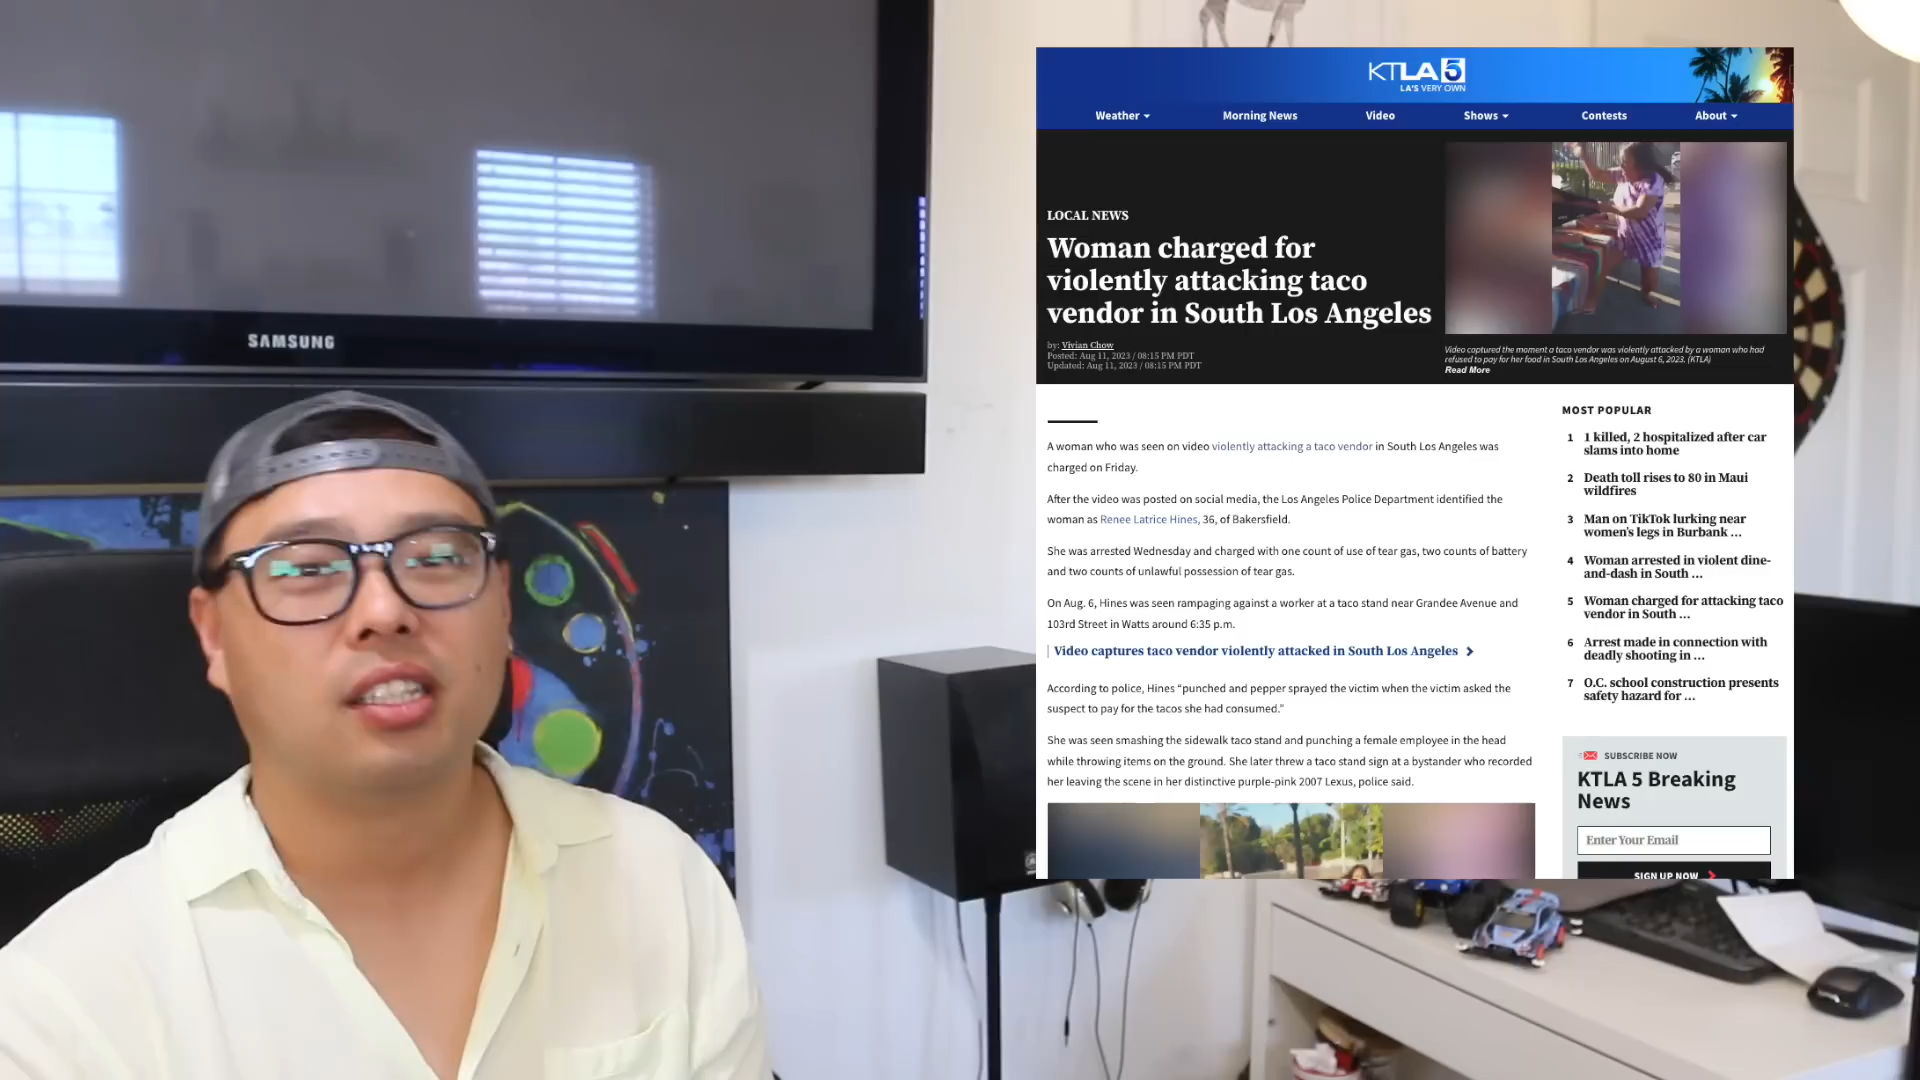 SAMSUNG
KTLA 5
LA'S VERY OWN
Weather
Morning News
Video
Shows
Contests
About
LOCAL NEWS
Woman charged for
violently attacking taco
vendor in South Los Angeles
by: Vivian Chow
Posted: Aug 11, 2023 / 08:15 PM PDT
Updated: Aug 11, 2023 / 08:15 PM PDT
Video captured the moment a taco vendor was violently attacked by a woman who had
refused to pay for her food in South Los Angeles on August 6, 2023. (KTLA)
Read More
A woman who was seen on video violently attacking a taco vendor in South Los Angeles was
charged on Friday.
After the video was posted on social media, the Los Angeles Police Department identified the
woman as Renee Latrice Hines, 36, of Bakersfield.
She was arrested Wednesday and charged with one count of use of tear gas, two counts of battery
and two counts of unlawful possession of tear gas.
On Aug. 6, Hines was seen rampaging against a worker at a taco stand near Grandee Avenue and
103rd Street in Watts around 6:35 p.m.
Video captures taco vendor violently attacked in South Los Angeles
According to police, Hines “punched and pepper sprayed the victim when the victim asked the
suspect to pay for the tacos she had consumed.”
She was seen smashing the sidewalk taco stand and punching a female employee in the head
while throwing items on the ground. She later threw a taco stand sign at a bystander who recorded
her leaving the scene in her distinctive purple-pink 2007 Lexus, police said.
MOST POPULAR
1 1 killed, 2 hospitalized after car
slams into home
2 Death toll rises to 80 in Maui
wildfires
3 Man on TikTok lurking near
women's legs in Burbank ...
4 Woman arrested in violent dine-
and-dash in South ...
5 Woman charged for attacking taco
vendor in South ...
6 Arrest made in connection with
deadly shooting in ...
7 O.C. school construction presents
safety hazard for ...
SUBSCRIBE NOW
KTLA 5 Breaking
News
Enter Your Email
SIGN UP NOW